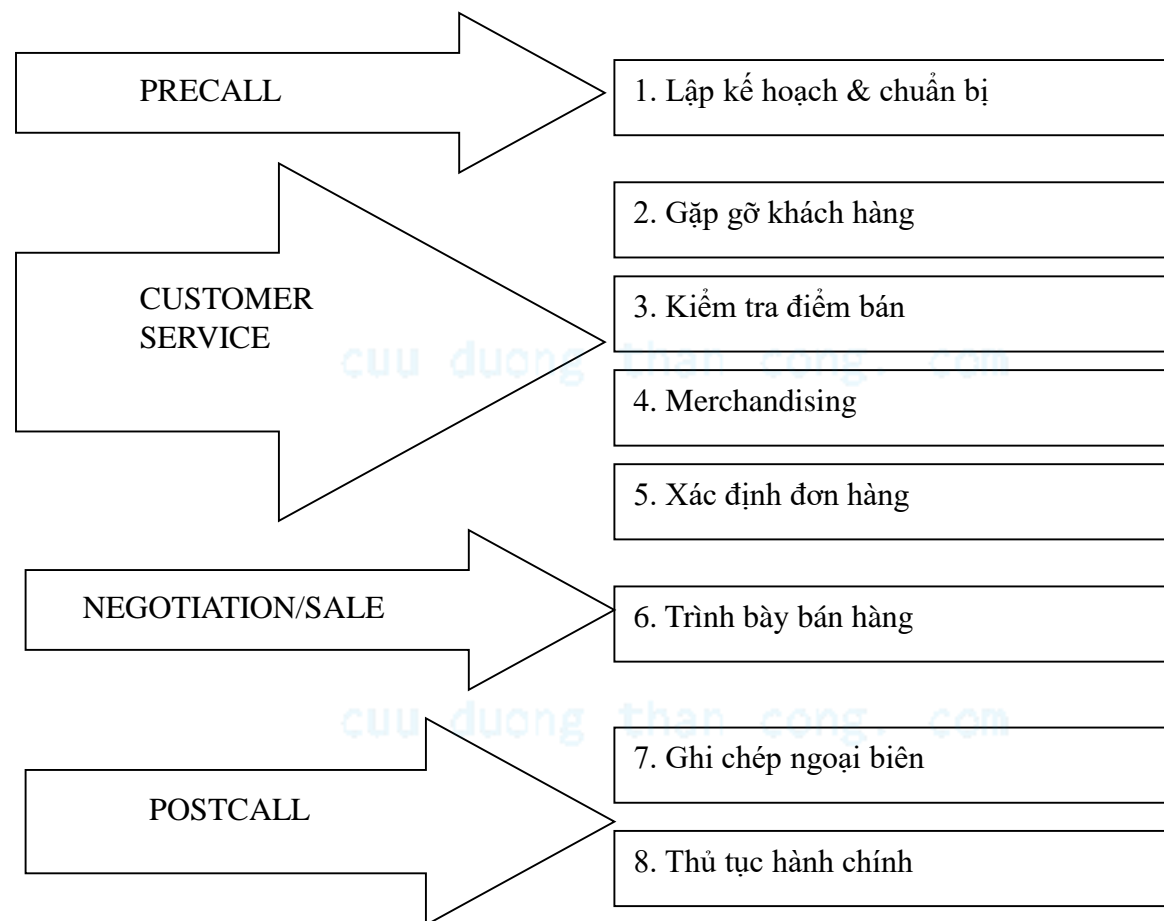 PRECALL
1. Lập kế hoạch & chuẩn bị
2. Gặp gỡ khách hàng
CUSTOMER
SERVICE
3. Kiểm tra điểm bán
cuu duong than cong. com
4. Merchandising
5. Xác định đơn hàng
NEGOTIATION/SALE
6. Trình bày bán hàng
cuu duong than cong. com
7. Ghi chép ngoại biên
POSTCALL
8. Thủ tục hành chính